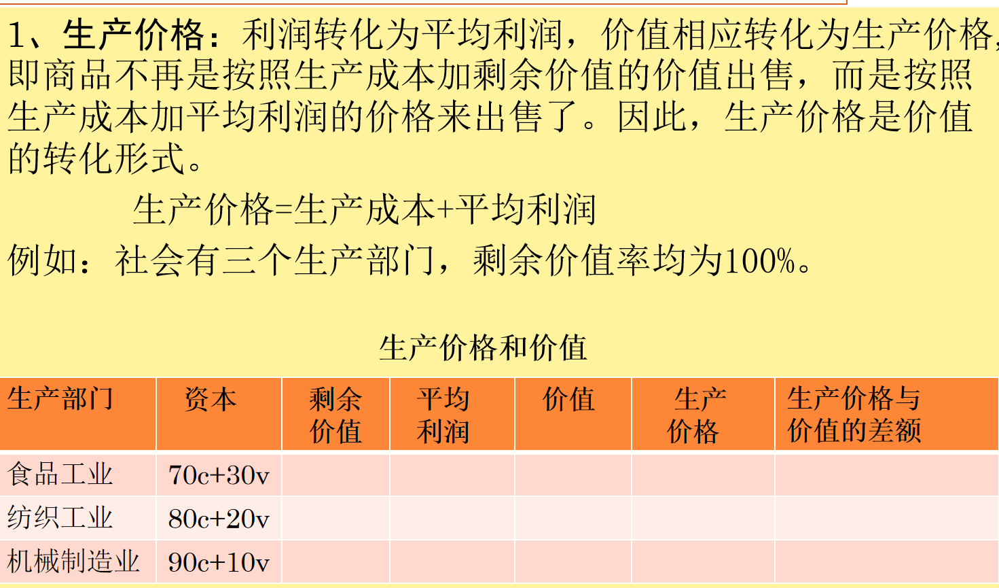 1、生产价格：利润转化为平均利润，价值相应转化为生产价格，
即商品不再是按照生产成本加剩余价值的价值出售，而是按照
生产成本加平均利润的价格来出售了。因此，生产价格是价值
的转化形式。
生产价格=生产成本+平均利润
例如：社会有三个生产部门，剩余价值率均为100%。
生产价格和价值
生产部门 资本 剩余价值 平均利润 价值 生产价格 生产价格与价值的差额
食品工业 70c+30v
纺织工业 80c+20v
机械制造业 90c+10v